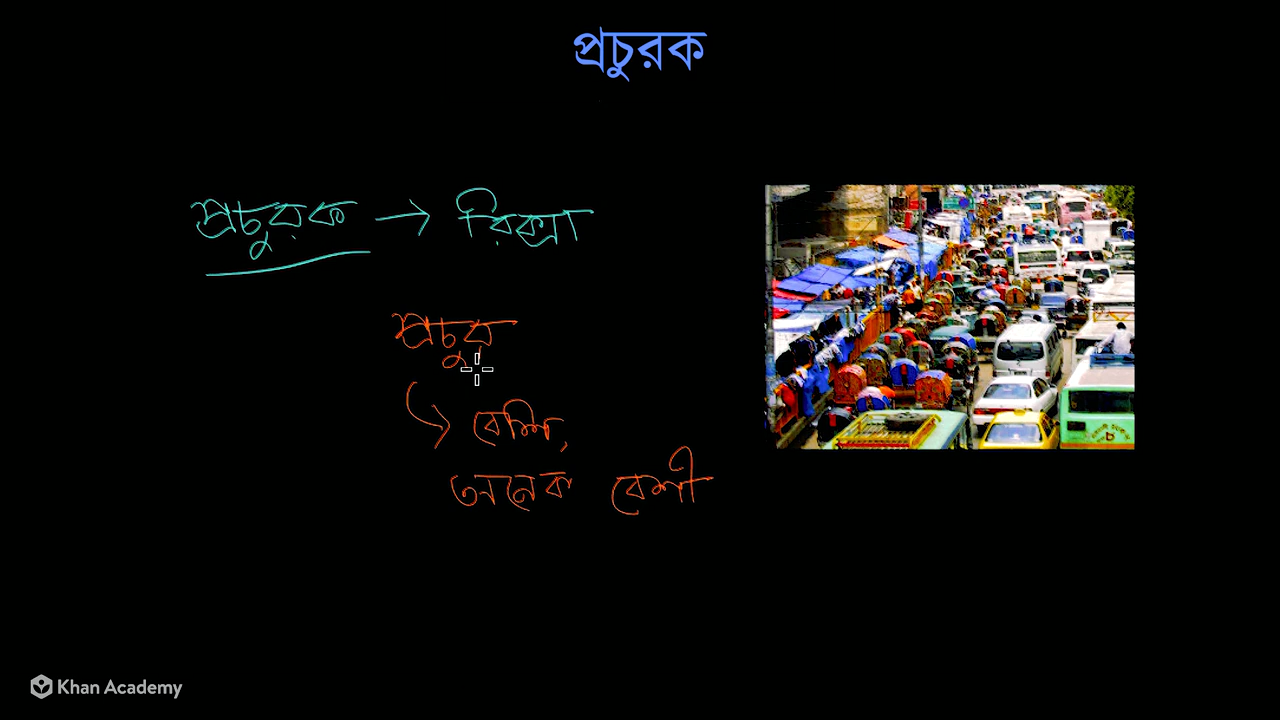 প্রচুরক
প্রচুরক → রিক্সা
প্রচুর
বেশি,
অনেক বেশী
Khan Academy